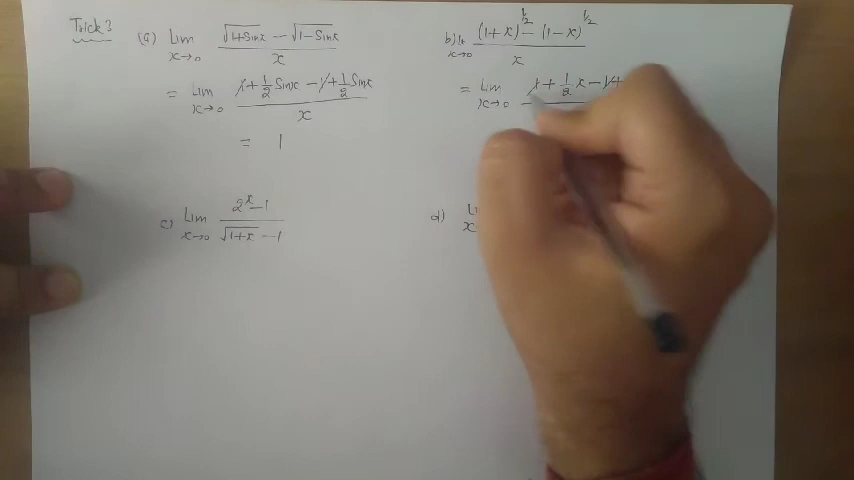 Trick 3
(a) Lim x→0 (√(1+Sinx) − √(1−Sinx)) / x
= Lim x→0 (1 + 1/2 Sinx − 1 + 1/2 Sinx) / x
= 1
b) Lt x→0 ((1+x)^1/2 − (1−x)^1/2) / x
= Lim x→0 1 + 1/2 x − 1 +
c) Lim x→0 (2^x − 1) / (√(1+x) − 1)
d)